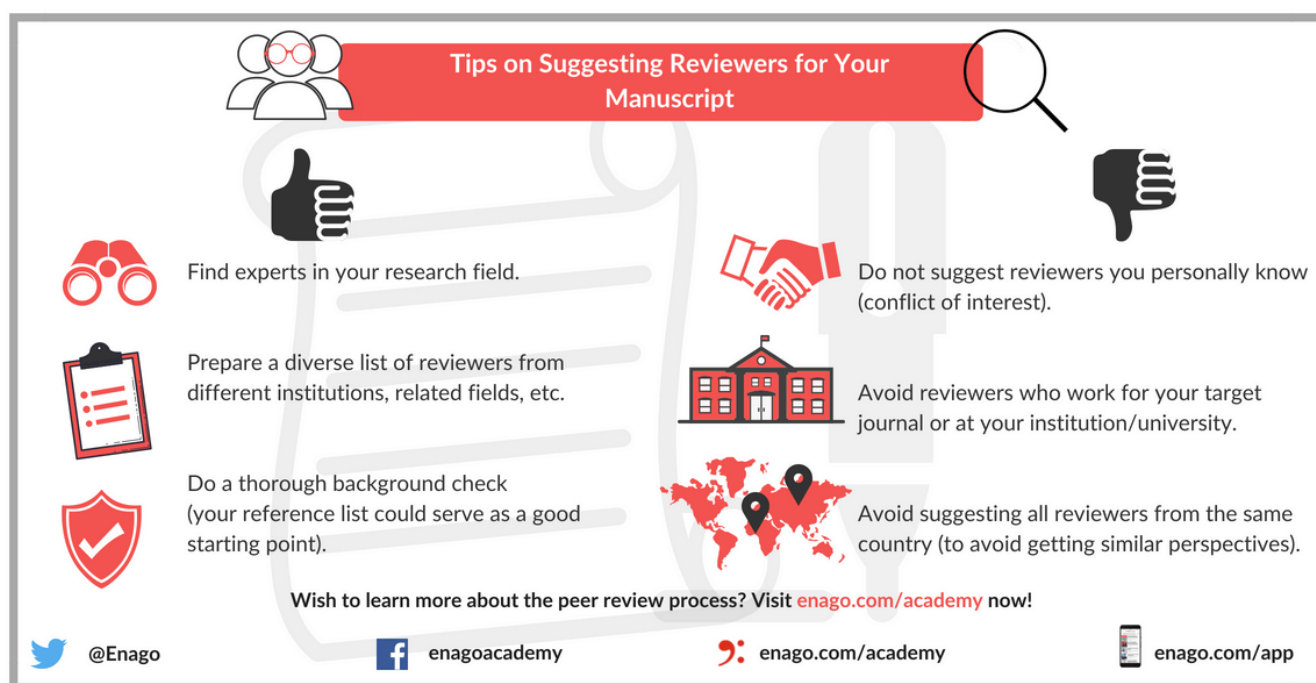 Tips on Suggesting Reviewers for Your
Manuscript
Find experts in your research field.
Prepare a diverse list of reviewers from
different institutions, related fields, etc.
Do a thorough background check
(your reference list could serve as a good
starting point).
Do not suggest reviewers you personally know
(conflict of interest).
Avoid reviewers who work for your target
journal or at your institution/university.
Avoid suggesting all reviewers from the same
country (to avoid getting similar perspectives).
Wish to learn more about the peer review process? Visit enago.com/academy now!
@Enago
enagoacademy
enago.com/academy
enago.com/app